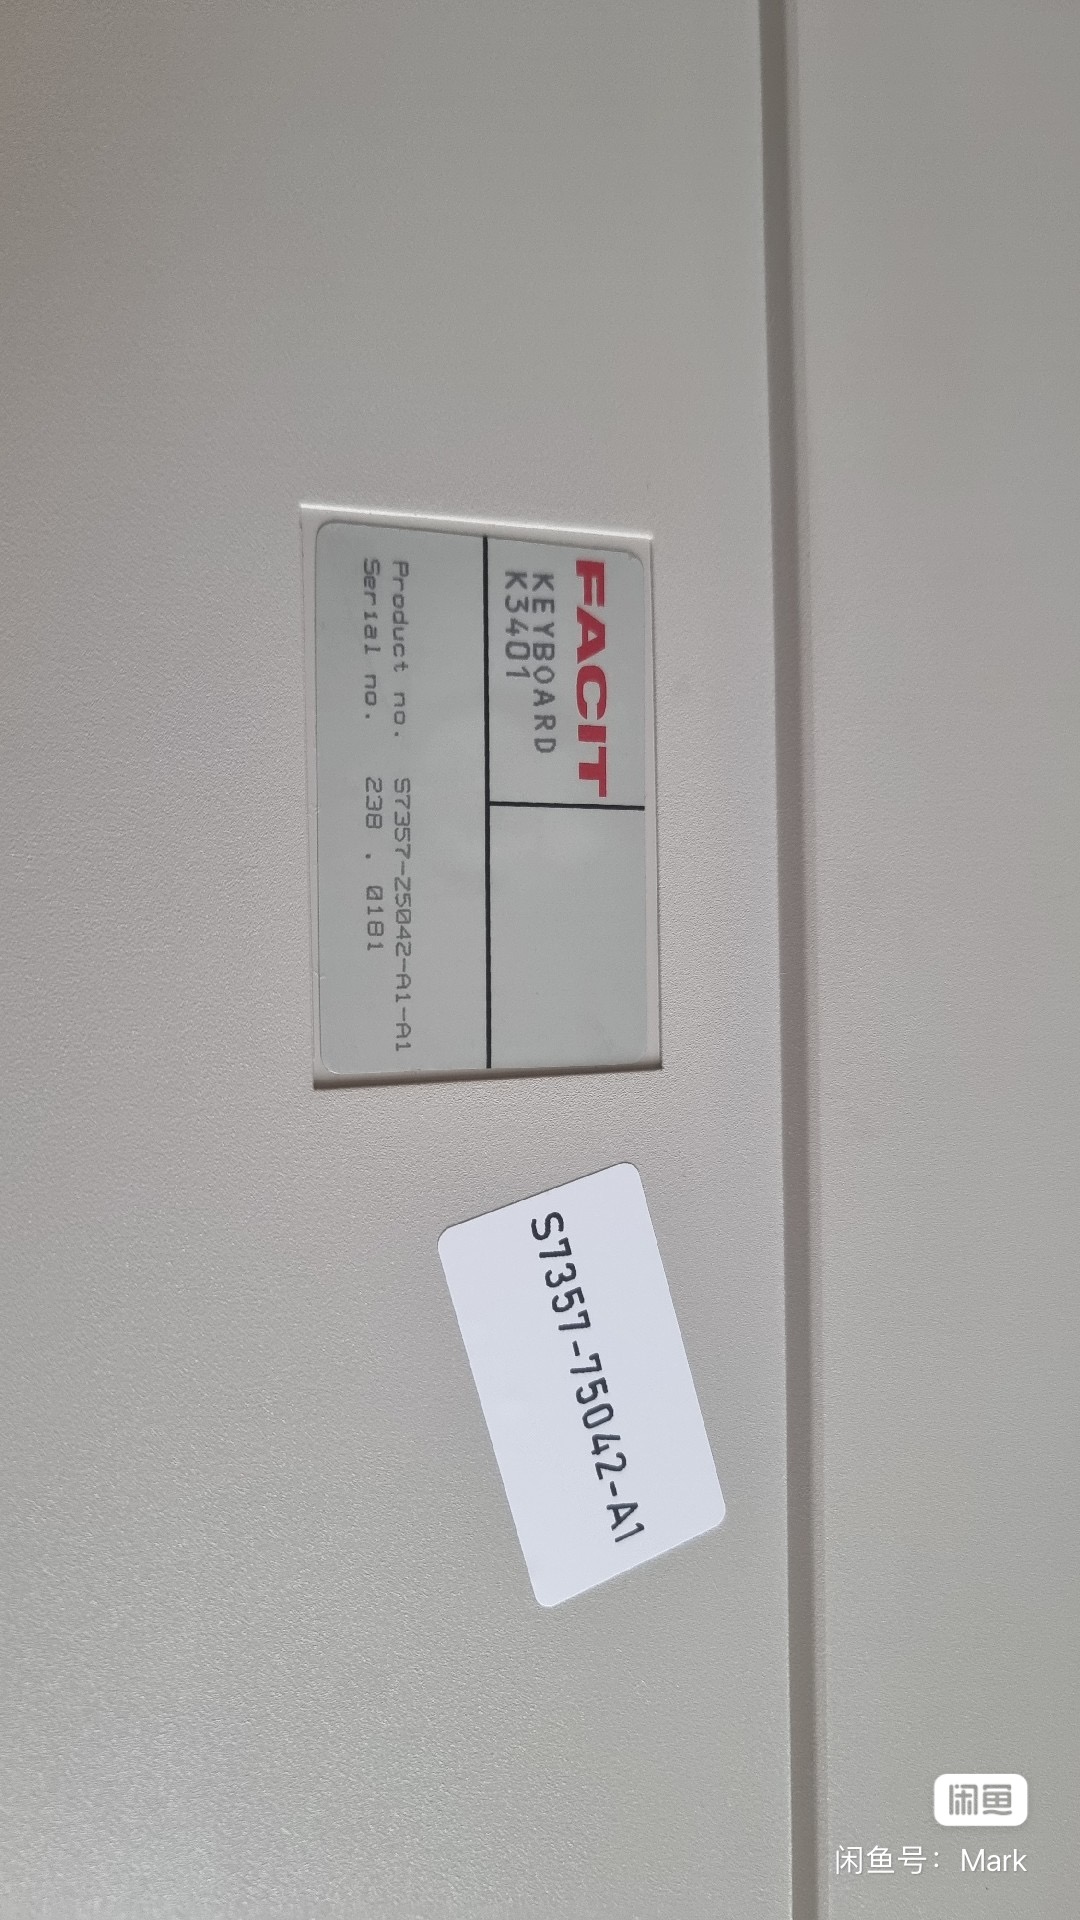 FACIT
KEYBOARD
K3401
Product no. S7357-Z5042-A1-A1
Serial no. 238 . 0181
S7357-75042-A1
闲鱼
闲鱼号：Mark